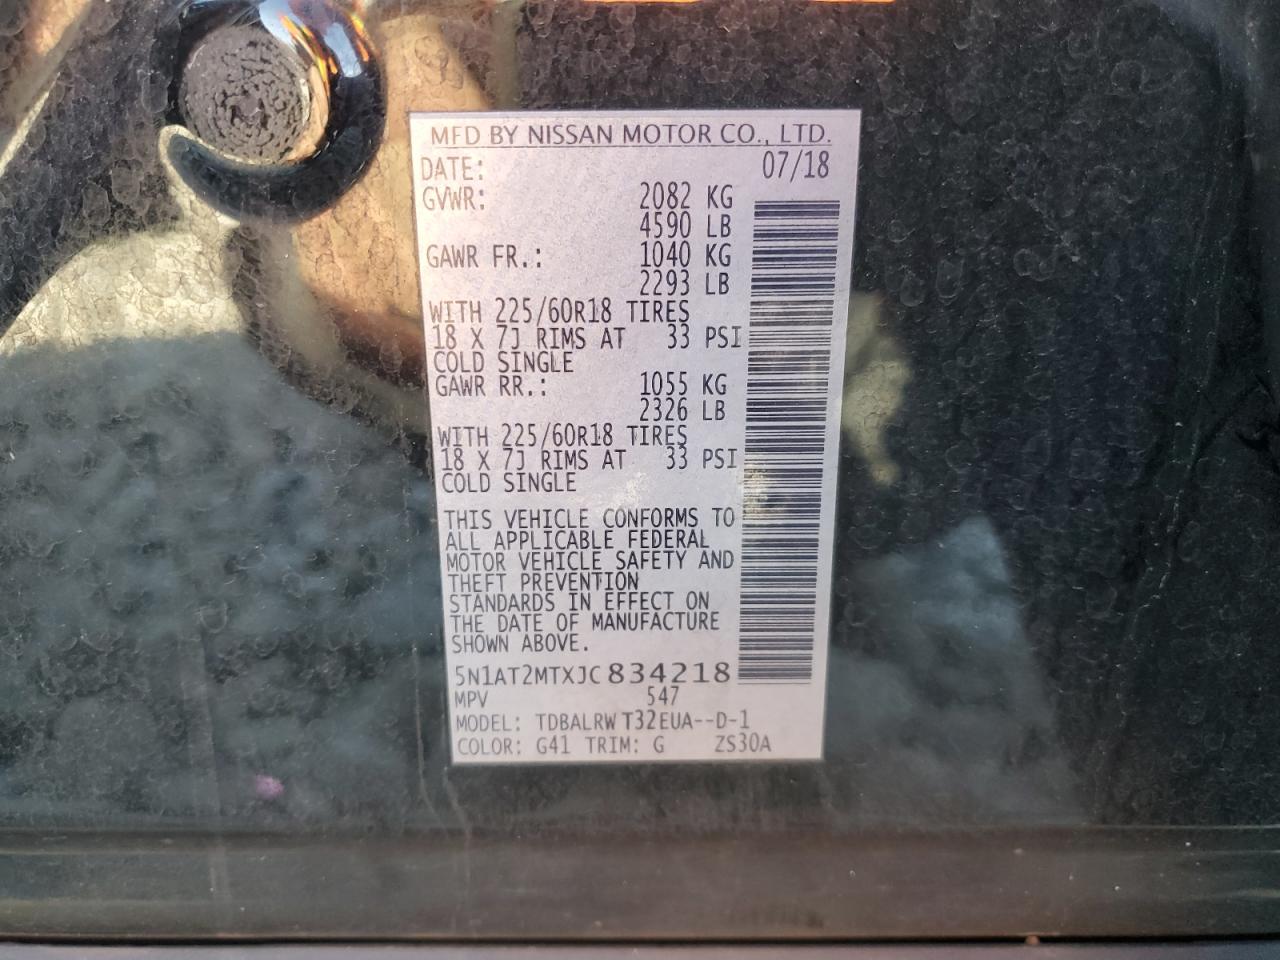 MFD BY NISSAN MOTOR CO., LTD.
DATE: 07/18
GVWR: 2082 KG
4590 LB
GAWR FR.: 1040 KG
2293 LB
WITH 225/60R18 TIRES
18 X 7J RIMS AT 33 PSI
COLD SINGLE
GAWR RR.: 1055 KG
2326 LB
WITH 225/60R18 TIRES
18 X 7J RIMS AT 33 PSI
COLD SINGLE
THIS VEHICLE CONFORMS TO
ALL APPLICABLE FEDERAL
MOTOR VEHICLE SAFETY AND
THEFT PREVENTION
STANDARDS IN EFFECT ON
THE DATE OF MANUFACTURE
SHOWN ABOVE.
5N1AT2MTXJC834218
MPV 547
MODEL: TDBALRWT32EUA--D-1
COLOR: G41 TRIM: G ZS30A